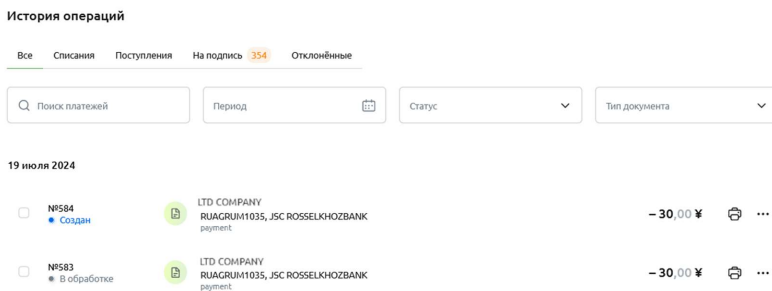 История операций
Все Списания Поступления На подпись 354 Отклонённые
Поиск платежей Период Статус Тип документа
19 июля 2024
№584
Создан
LTD COMPANY
RUAGRUM1035, JSC ROSSELKHOZBANK
payment
– 30,00 ¥
№583
В обработке
LTD COMPANY
RUAGRUM1035, JSC ROSSELKHOZBANK
payment
– 30,00 ¥